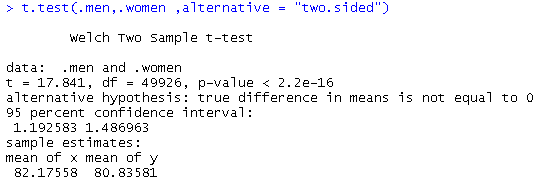 > t.test(.men,.women ,alternative = "two.sided")
Welch Two Sample t-test
data:  .men and .women
t = 17.841, df = 49926, p-value < 2.2e-16
alternative hypothesis: true difference in means is not equal to 0
95 percent confidence interval:
1.192583 1.486963
sample estimates:
mean of x mean of y
82.17558  80.83581